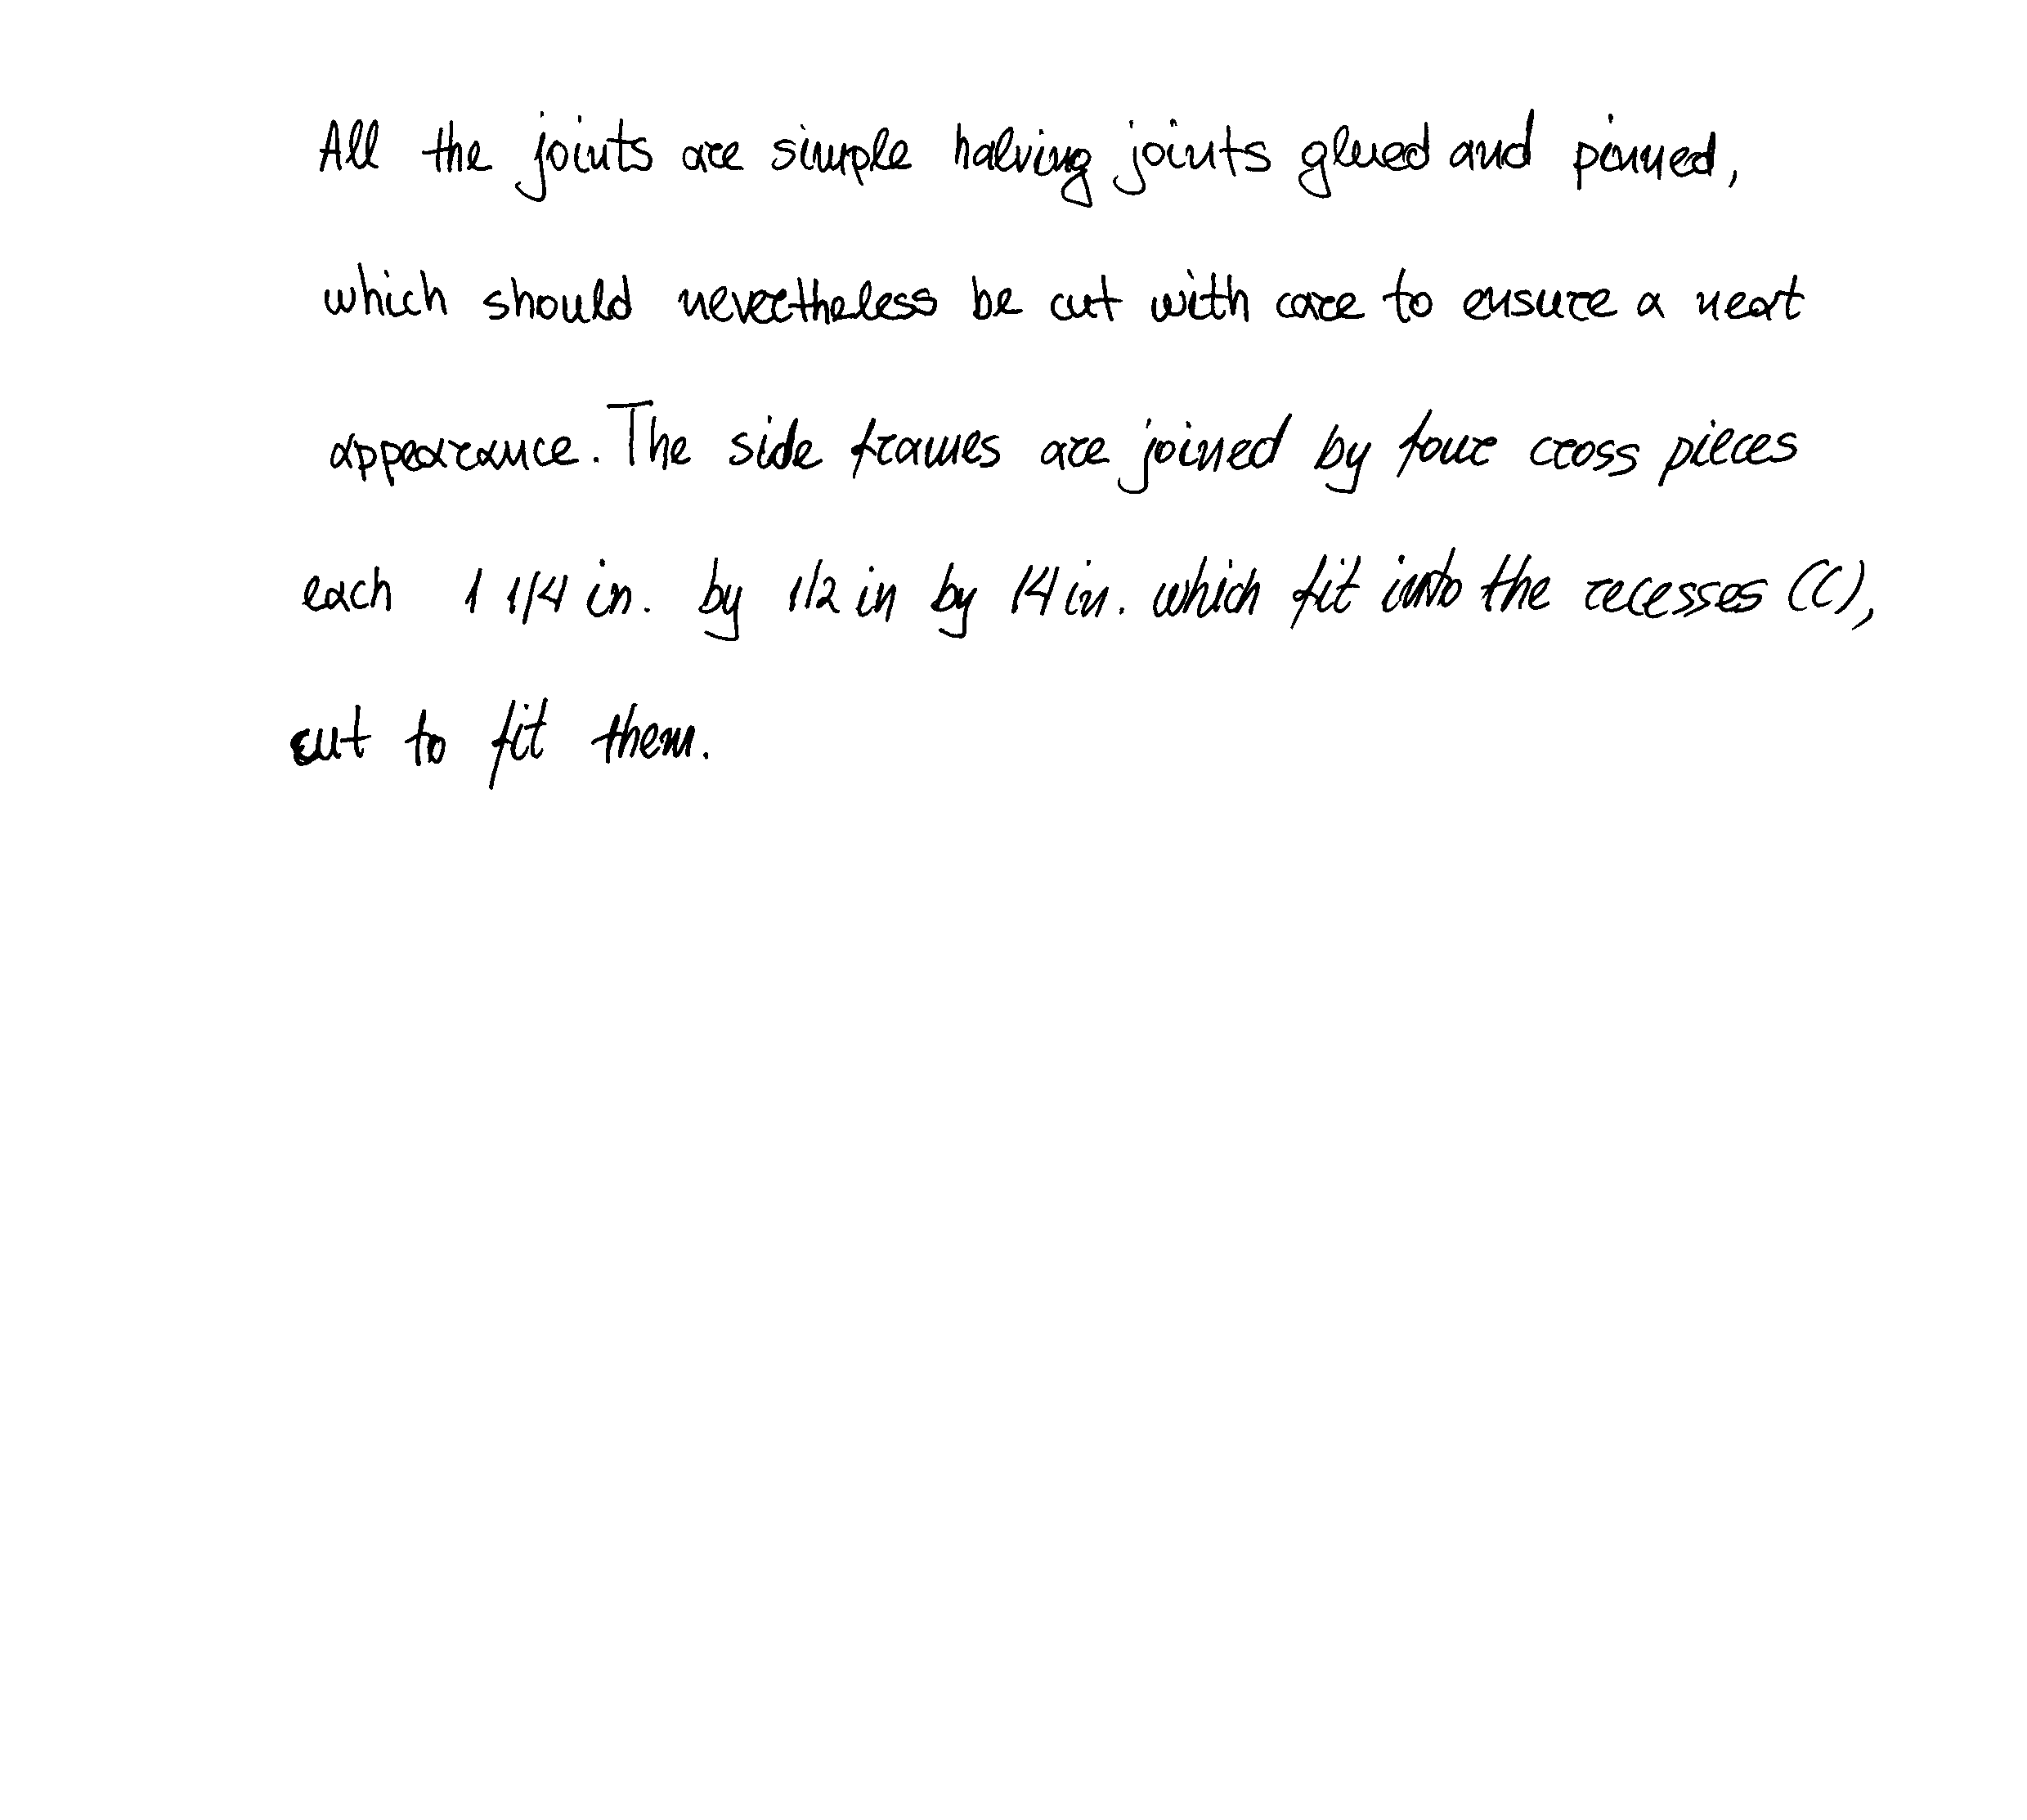 All the joints are simple halving joints glued and pinned,
which should nevertheless be cut with care to ensure a neat
appearance. The side frames are joined by four cross pieces
each 1 1/4 in. by 1/2 in by 14 in. which fit into the recesses (C),
cut to fit them.